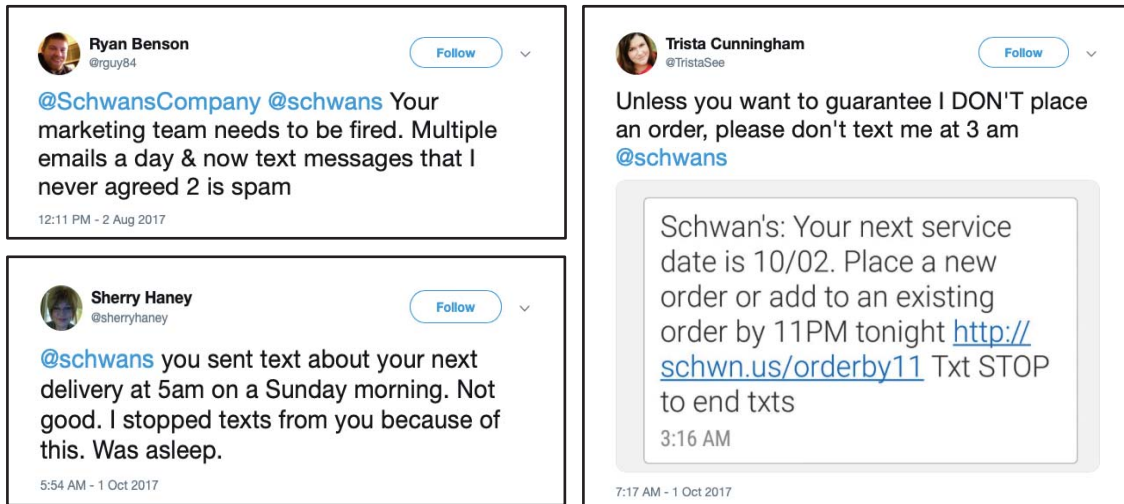 Ryan Benson
@rguy84
Follow
@SchwansCompany @schwans Your
marketing team needs to be fired. Multiple
emails a day & now text messages that I
never agreed 2 is spam
12:11 PM - 2 Aug 2017
Sherry Haney
@sherryhaney
Follow
@schwans you sent text about your next
delivery at 5am on a Sunday morning. Not
good. I stopped texts from you because of
this. Was asleep.
5:54 AM - 1 Oct 2017
Trista Cunningham
@TristaSee
Follow
Unless you want to guarantee I DON'T place
an order, please don't text me at 3 am
@schwans
Schwan's: Your next service
date is 10/02. Place a new
order or add to an existing
order by 11PM tonight http://
schwn.us/orderby11 Txt STOP
to end txts
3:16 AM
7:17 AM - 1 Oct 2017